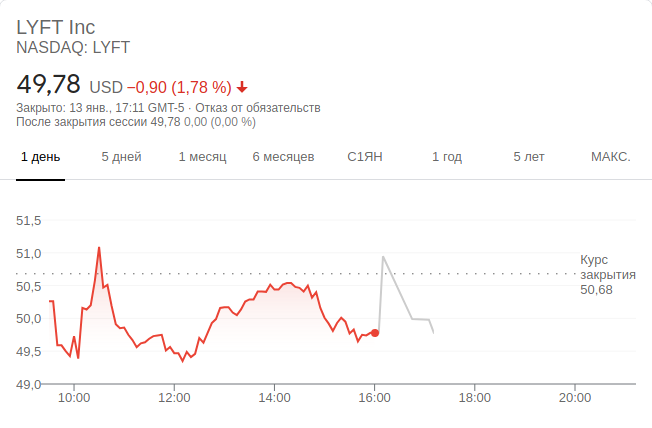 LYFT Inc
NASDAQ: LYFT
49,78 USD −0,90 (1,78 %)
Закрыто: 13 янв., 17:11 GMT-5 · Отказ от обязательств
После закрытия сессии 49,78 0,00 (0,00 %)
1 день 5 дней 1 месяц 6 месяцев С1ЯН 1 год 5 лет МАКС.
51,5
51,0
50,5
50,0
49,5
49,0
Курс
закрытия
50,68
10:00 12:00 14:00 16:00 18:00 20:00